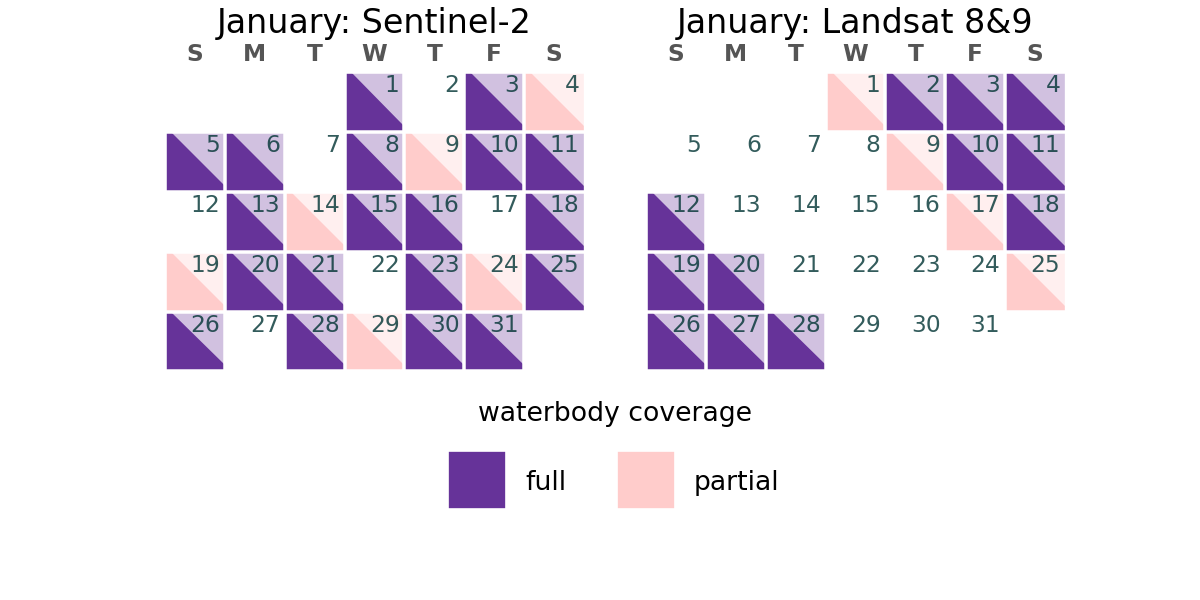 January: Sentinel-2
S M T W T F S
1 2 3 4
5 6 7 8 9 10 11
12 13 14 15 16 17 18
19 20 21 22 23 24 25
26 27 28 29 30 31
January: Landsat 8&9
S M T W T F S
1 2 3 4
5 6 7 8 9 10 11
12 13 14 15 16 17 18
19 20 21 22 23 24 25
26 27 28 29 30 31
waterbody coverage
full partial